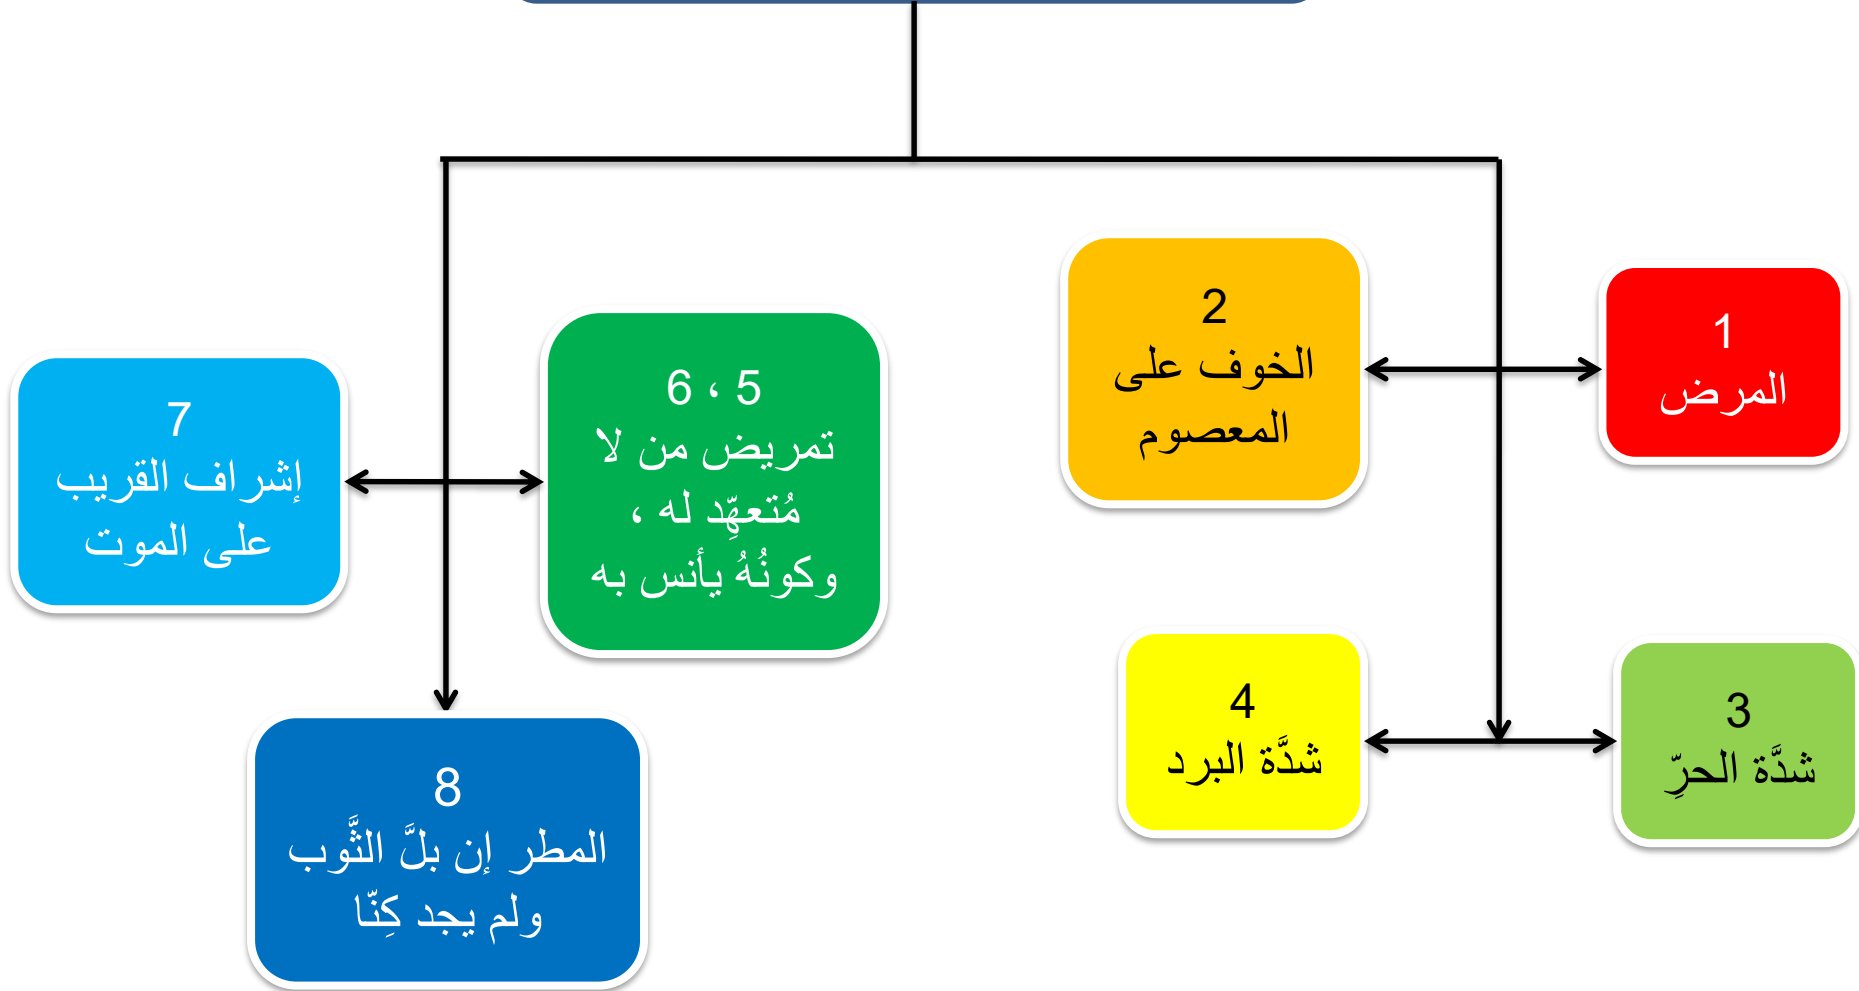 1
المرض
2
الخوف على
المعصوم
3
شدَّة الحرِّ
4
شدَّة البرد
5 ، 6
تمريض من لا
مُتعهِّد له ،
وكونُهُ يأنس به
7
إشراف القريب
على الموت
8
المطر إن بلَّ الثَّوب
ولم يجد كِنّا